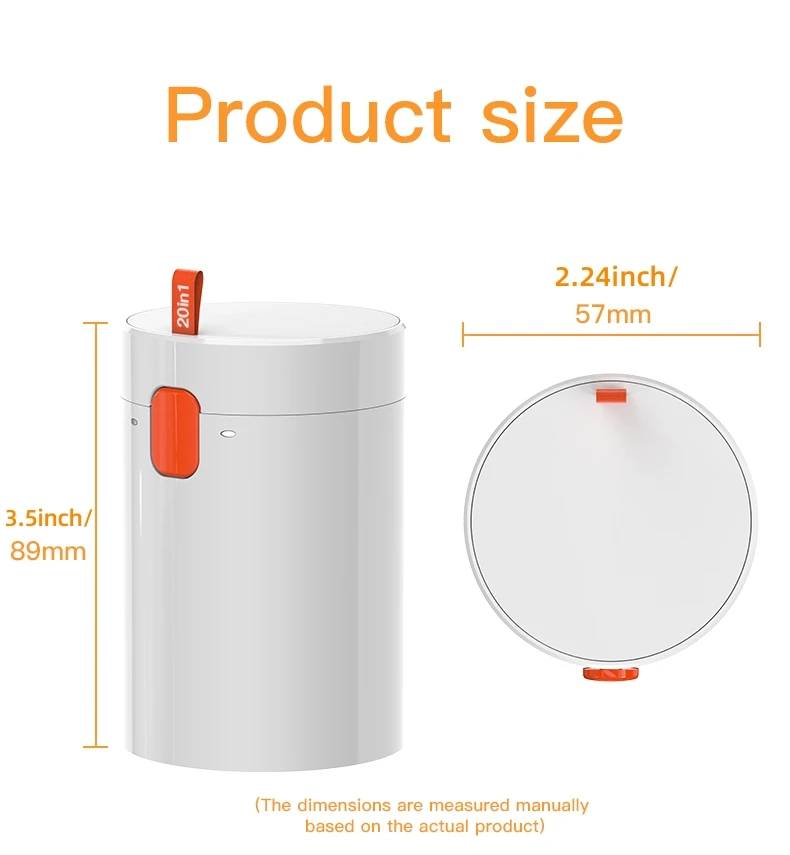 Product size
20in1
2.24inch/
57mm
3.5inch/
89mm
(The dimensions are measured manually
based on the actual product)